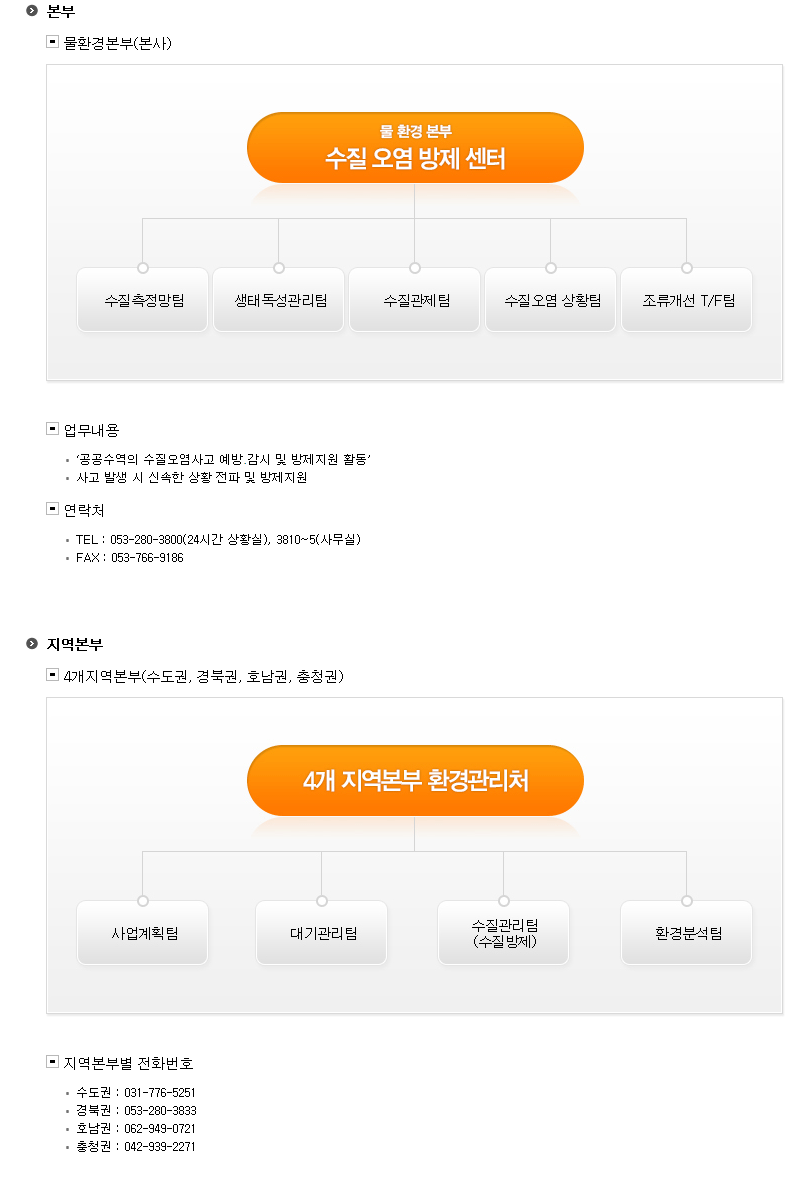 본부
물환경본부(본사)
물 환경 본부
수질 오염 방제 센터
수질측정망팀
생태독성관리팀
수질관제팀
수질오염 상황팀
조류개선 T/F팀
업무내용
‘공공수역의 수질오염사고 예방.감시 및 방제지원 활동’
사고 발생 시 신속한 상황 전파 및 방제지원
연락처
TEL : 053-280-3800(24시간 상황실), 3810~5(사무실)
FAX : 053-766-9186
지역본부
4개지역본부(수도권, 경북권, 호남권, 충청권)
4개 지역본부 환경관리처
사업계획팀
대기관리팀
수질관리팀
(수질방제)
환경분석팀
지역본부별 전화번호
수도권 : 031-776-5251
경북권 : 053-280-3833
호남권 : 062-949-0721
충청권 : 042-939-2271